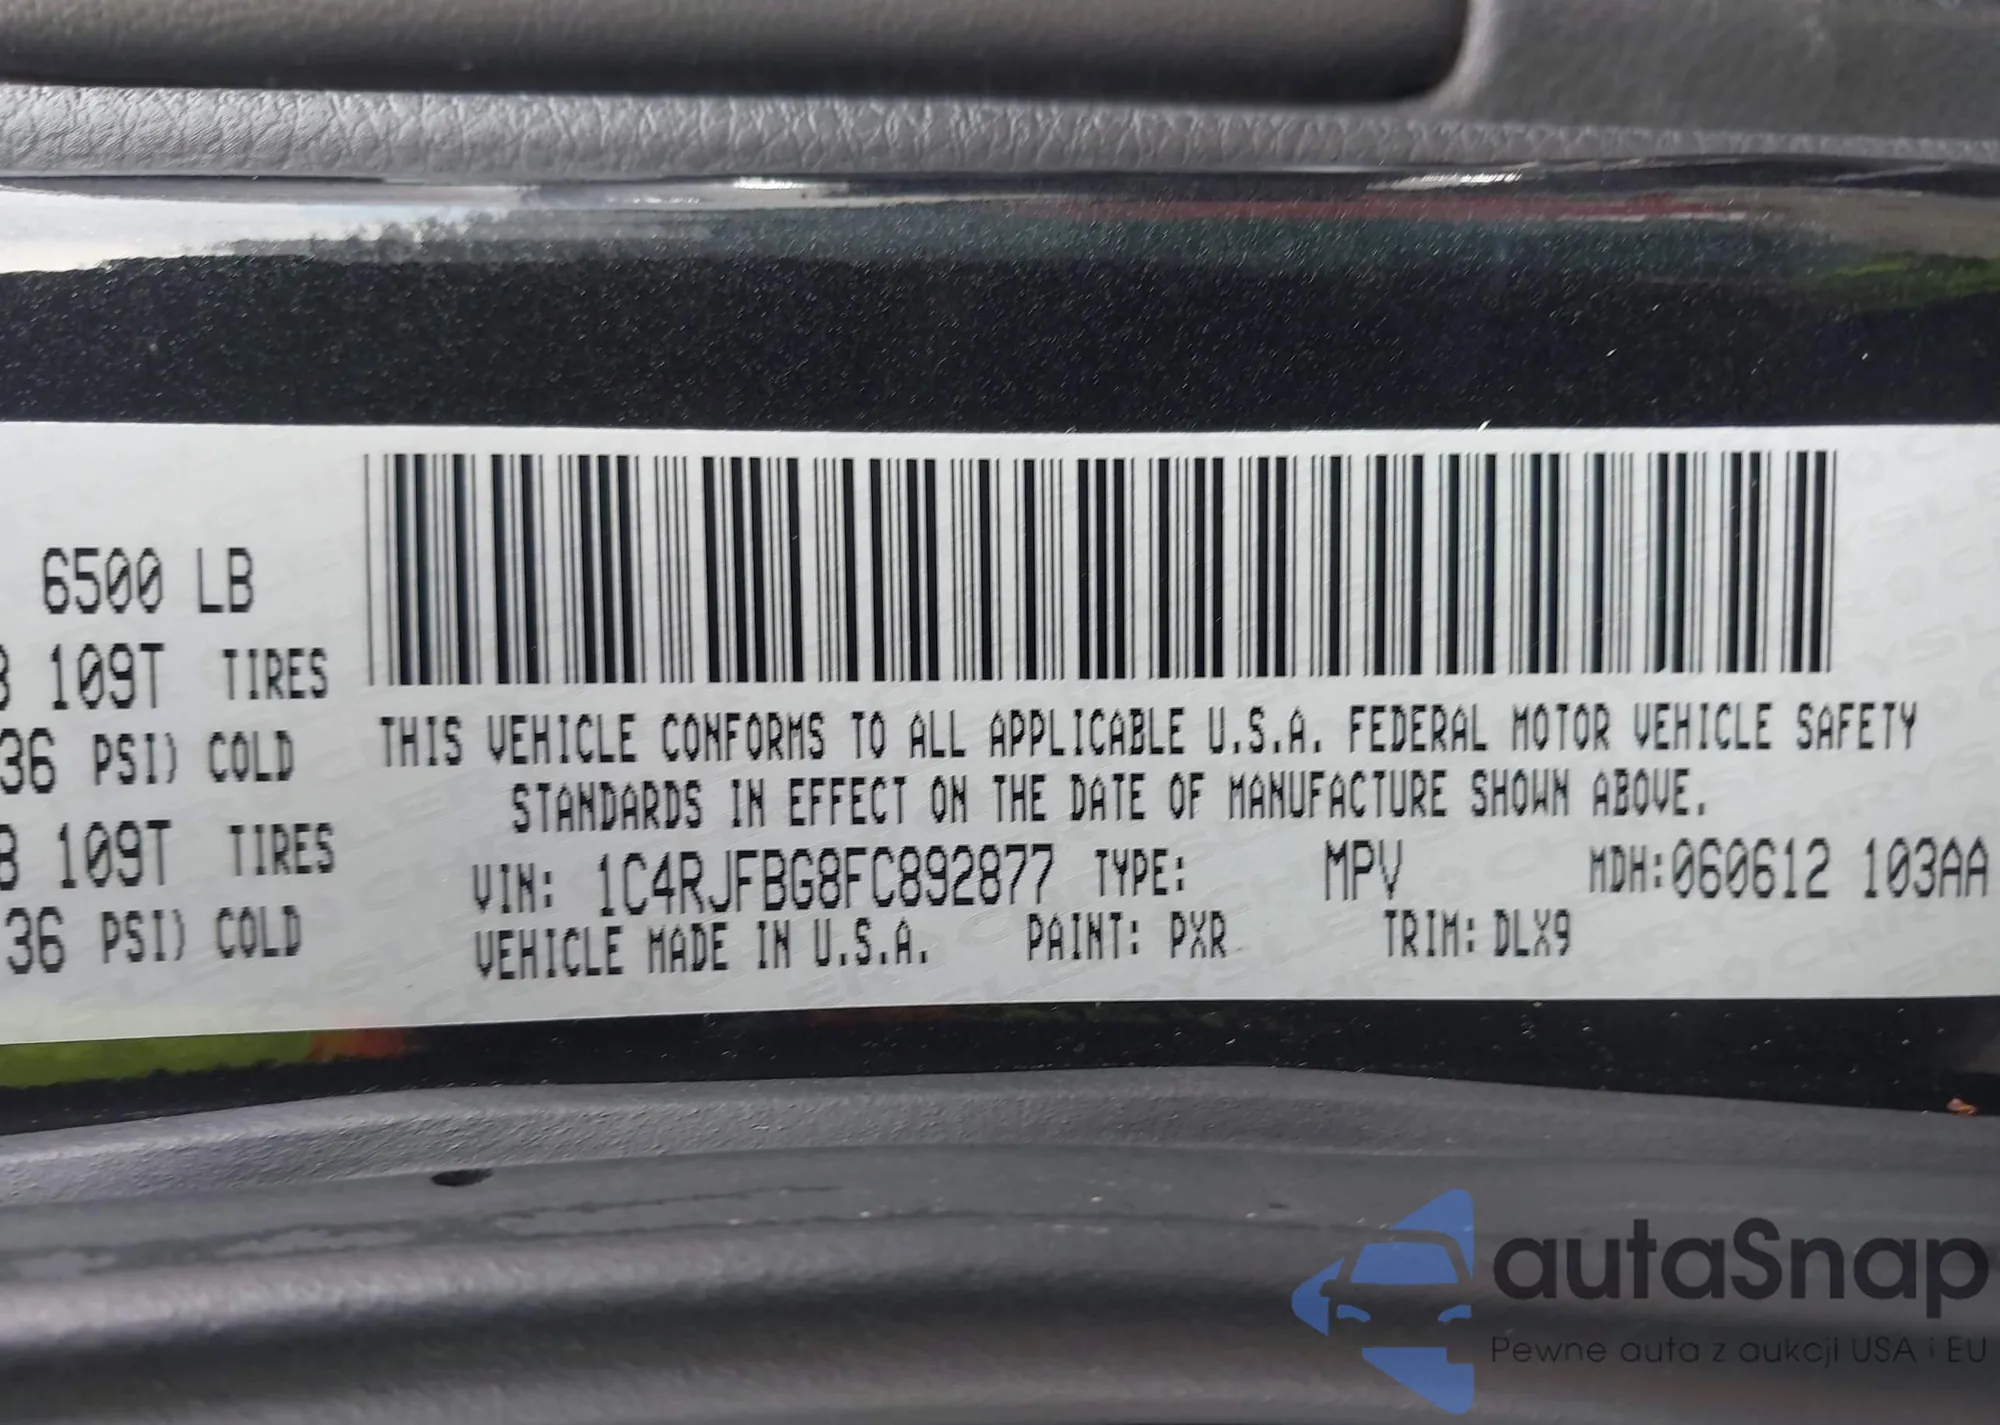 6500 LB
109T TIRES
36 PSI) COLD
109T TIRES
36 PSI) COLD
THIS VEHICLE CONFORMS TO ALL APPLICABLE U.S.A. FEDERAL MOTOR VEHICLE SAFETY
STANDARDS IN EFFECT ON THE DATE OF MANUFACTURE SHOWN ABOVE.
VIN: 1C4RJFBG8FC892877 TYPE: MPV MDH:060612 103AA
VEHICLE MADE IN U.S.A. PAINT: PXR TRIM: DLX9
autaSnap
Pewne auta z aukcji USA i EU